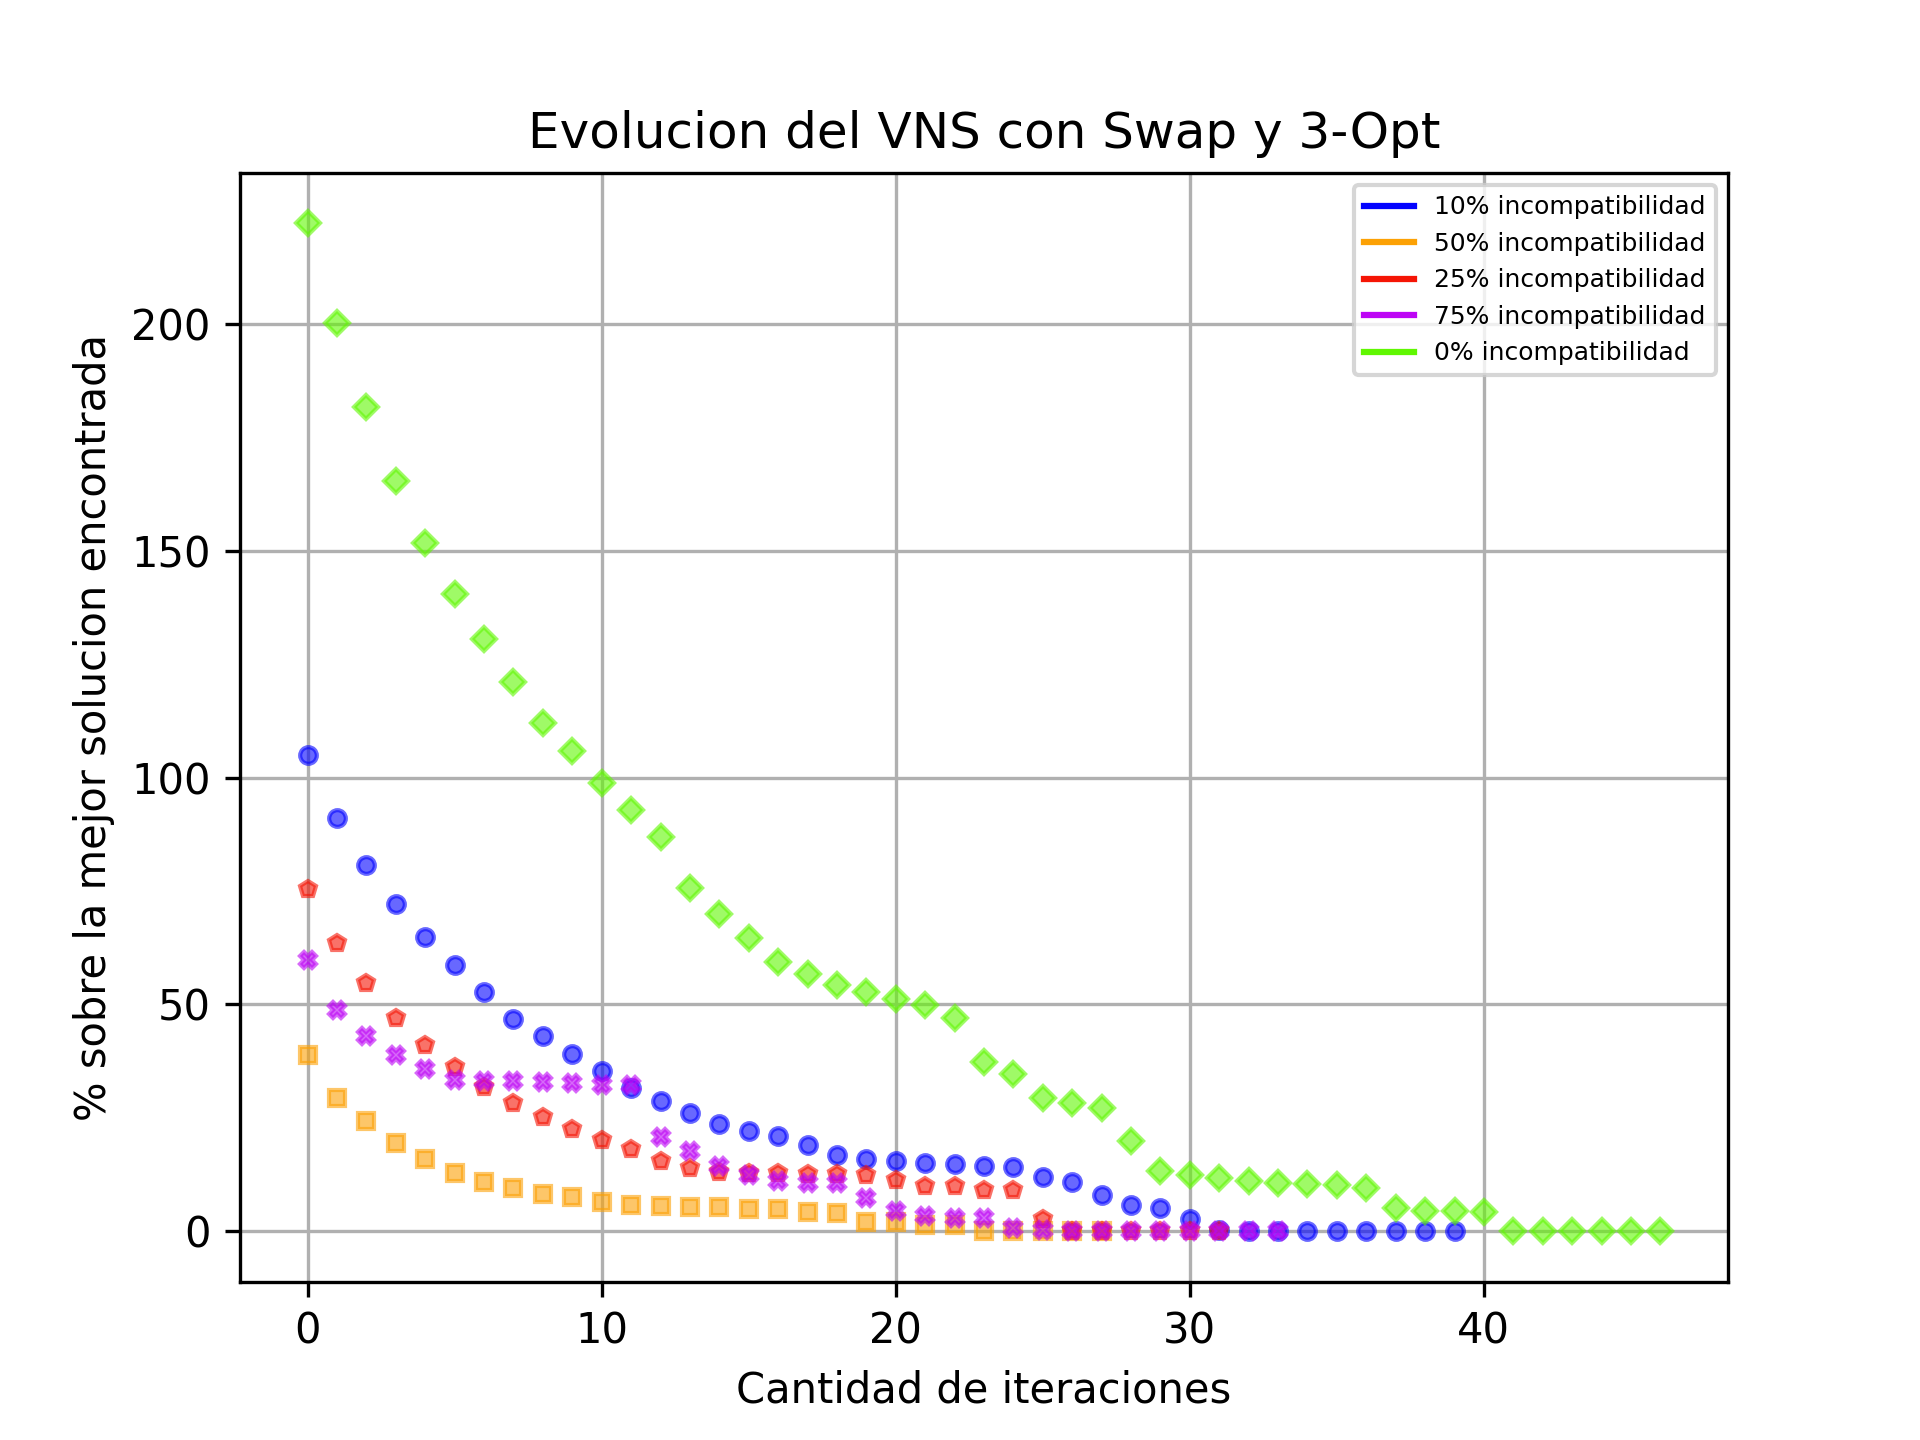 Evolucion del VNS con Swap y 3-Opt
10% incompatibilidad
50% incompatibilidad
25% incompatibilidad
75% incompatibilidad
0% incompatibilidad
% sobre la mejor solucion encontrada
200
150
100
50
0
0 10 20 30 40
Cantidad de iteraciones